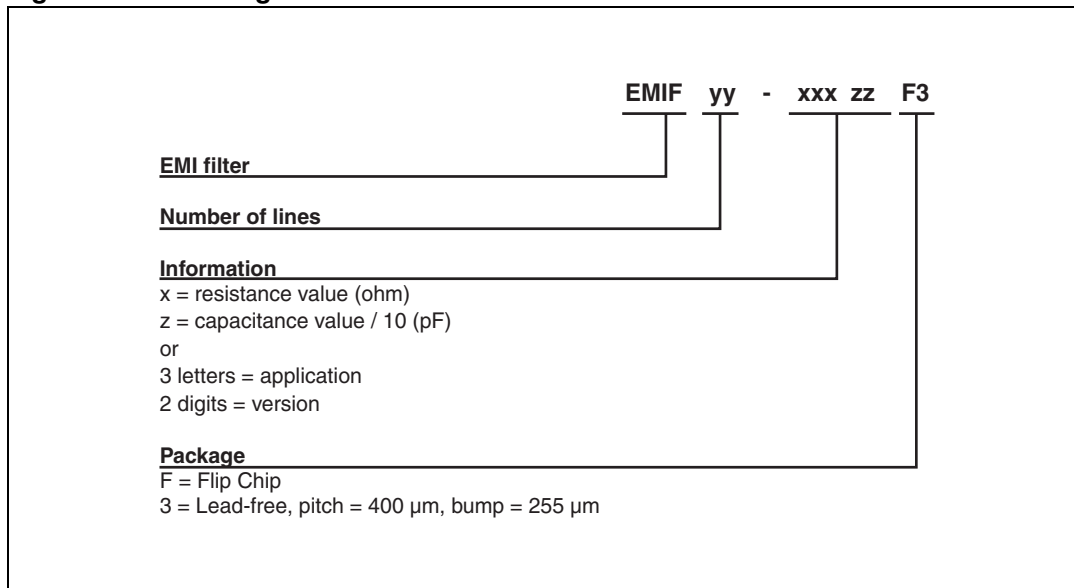 EMIF yy - xxx zz F3
EMI filter
Number of lines
Information
x = resistance value (ohm)
z = capacitance value / 10 (pF)
or
3 letters = application
2 digits = version
Package
F = Flip Chip
3 = Lead-free, pitch = 400 µm, bump = 255 µm